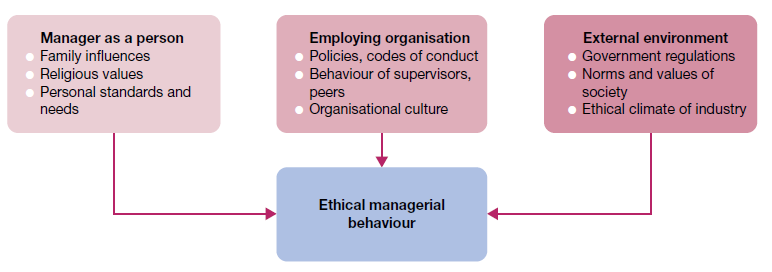 Manager as a person
Family influences
Religious values
Personal standards and
needs
Employing organisation
Policies, codes of conduct
Behaviour of supervisors,
peers
Organisational culture
External environment
Government regulations
Norms and values of
society
Ethical climate of industry
Ethical managerial
behaviour